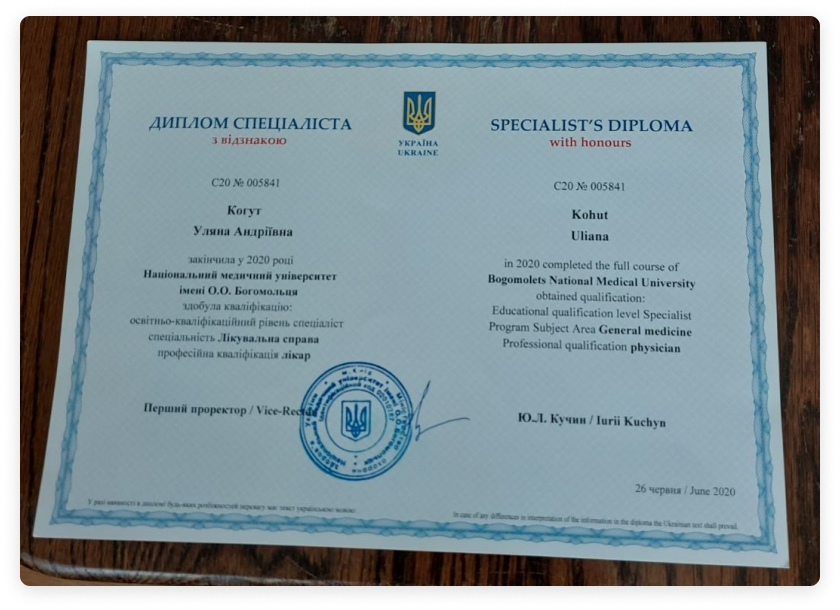 ДИПЛОМ СПЕЦІАЛІСТА
з відзнакою
С20 № 005841
Когут
Уляна Андріївна
закінчила у 2020 році
Національний медичний університет
імені О.О. Богомольця
здобула кваліфікацію:
освітньо-кваліфікаційний рівень спеціаліст
спеціальність Лікувальна справа
професійна кваліфікація лікар
Перший проректор / Vice-Rector
УКРАЇНА
UKRAINE
SPECIALIST'S DIPLOMA
with honours
C20 № 005841
Kohut
Uliana
in 2020 completed the full course of
Bogomolets National Medical University
obtained qualification:
Educational qualification level Specialist
Program Subject Area General medicine
Professional qualification physician
Ю.Л. Кучин / Iurii Kuchyn
26 червня / June 2020
У разі наявності в дипломі будь-яких розбіжностей перевагу має текст українською мовою
In case of any differences in interpretation of the information in the diploma the Ukrainian text shall prevail.